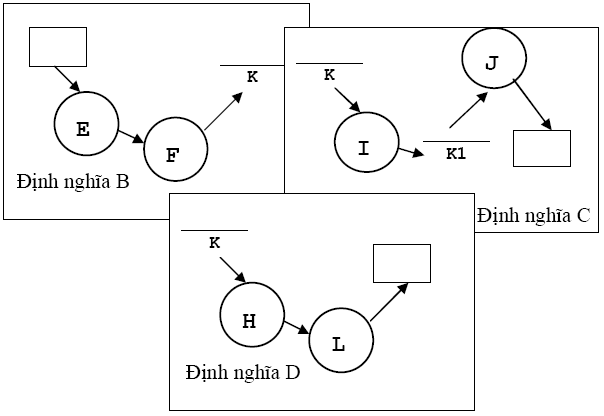 K
E
F
Định nghĩa B
K
J
I
K1
Định nghĩa C
K
H
L
Định nghĩa D